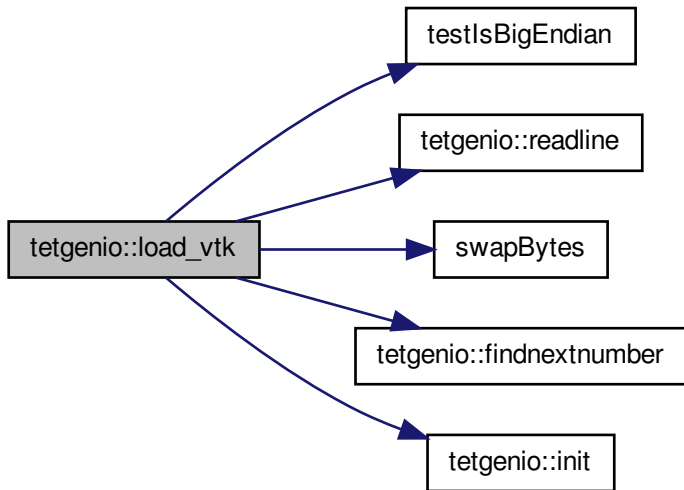 testIsBigEndian
tetgenio::readline
tetgenio::load_vtk
swapBytes
tetgenio::findnextnumber
tetgenio::init